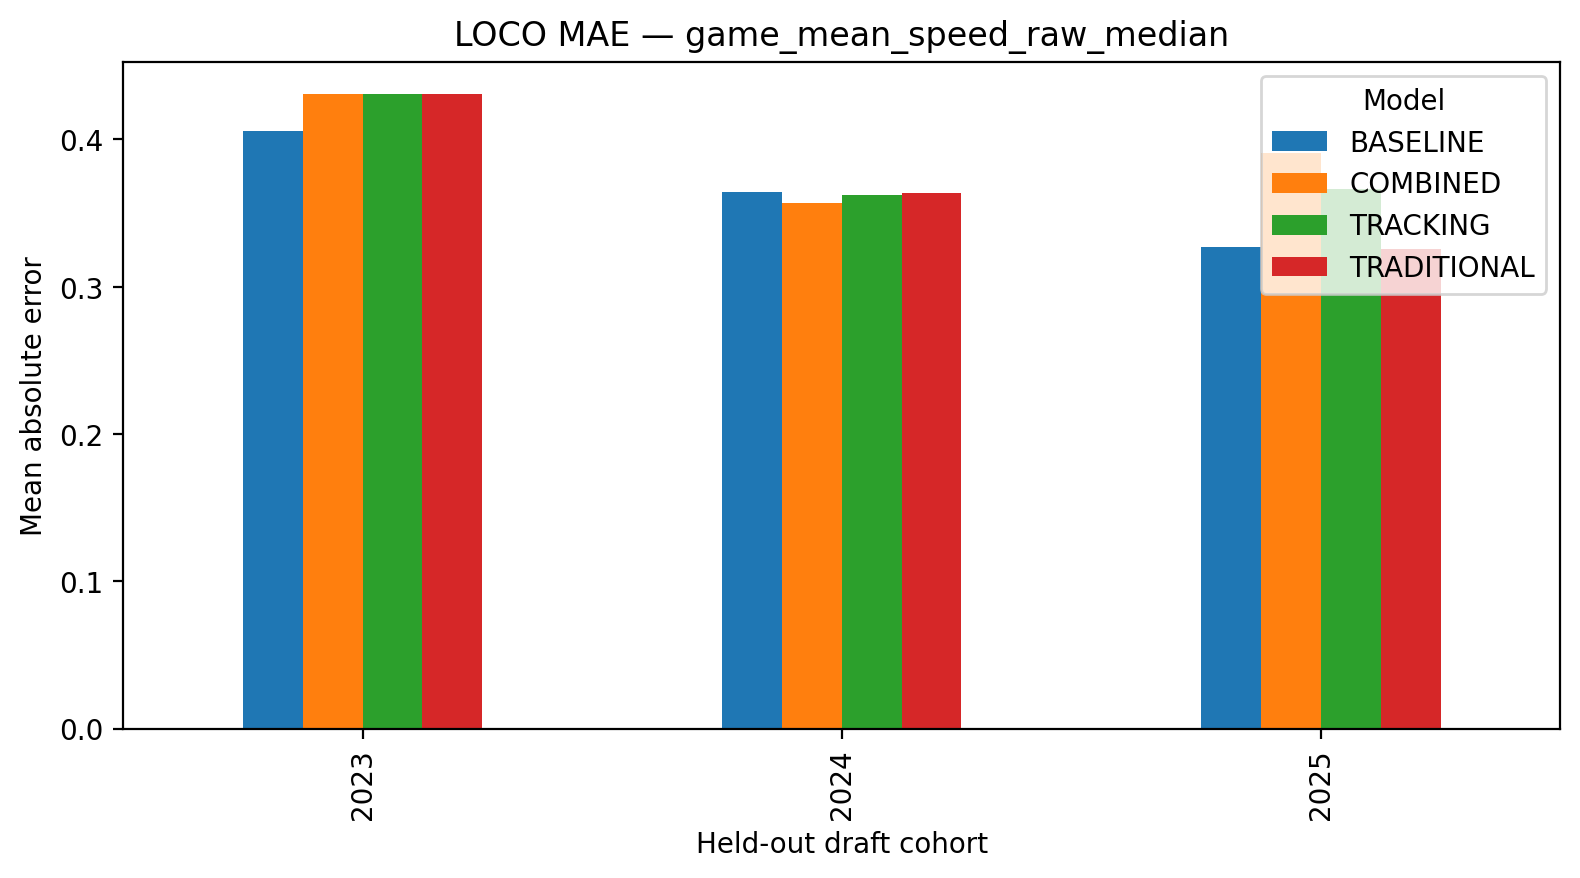 LOCO MAE — game_mean_speed_raw_median
Mean absolute error
0.4
0.3
0.2
0.1
0.0
Model
BASELINE
COMBINED
TRACKING
TRADITIONAL
2023
2024
2025
Held-out draft cohort